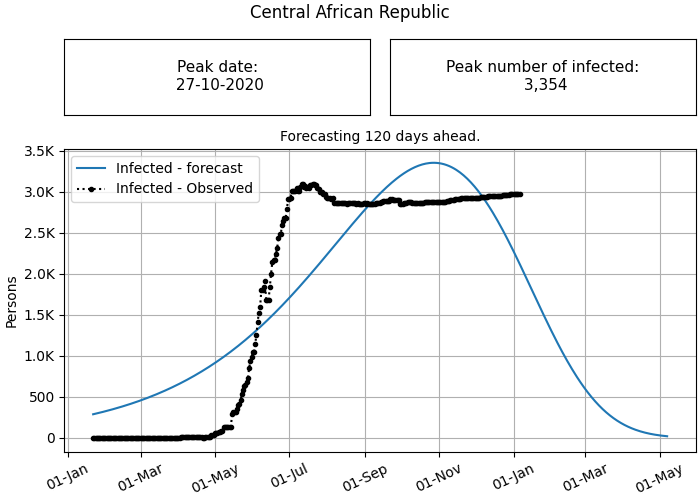 Central African Republic
Peak date:
27-10-2020
Peak number of infected:
3,354
Forecasting 120 days ahead.
Infected - forecast
Infected - Observed
3.5K
3.0K
2.5K
2.0K
1.5K
1.0K
500
0
Persons
01-Jan
01-Mar
01-May
01-Jul
01-Sep
01-Nov
01-Jan
01-Mar
01-May